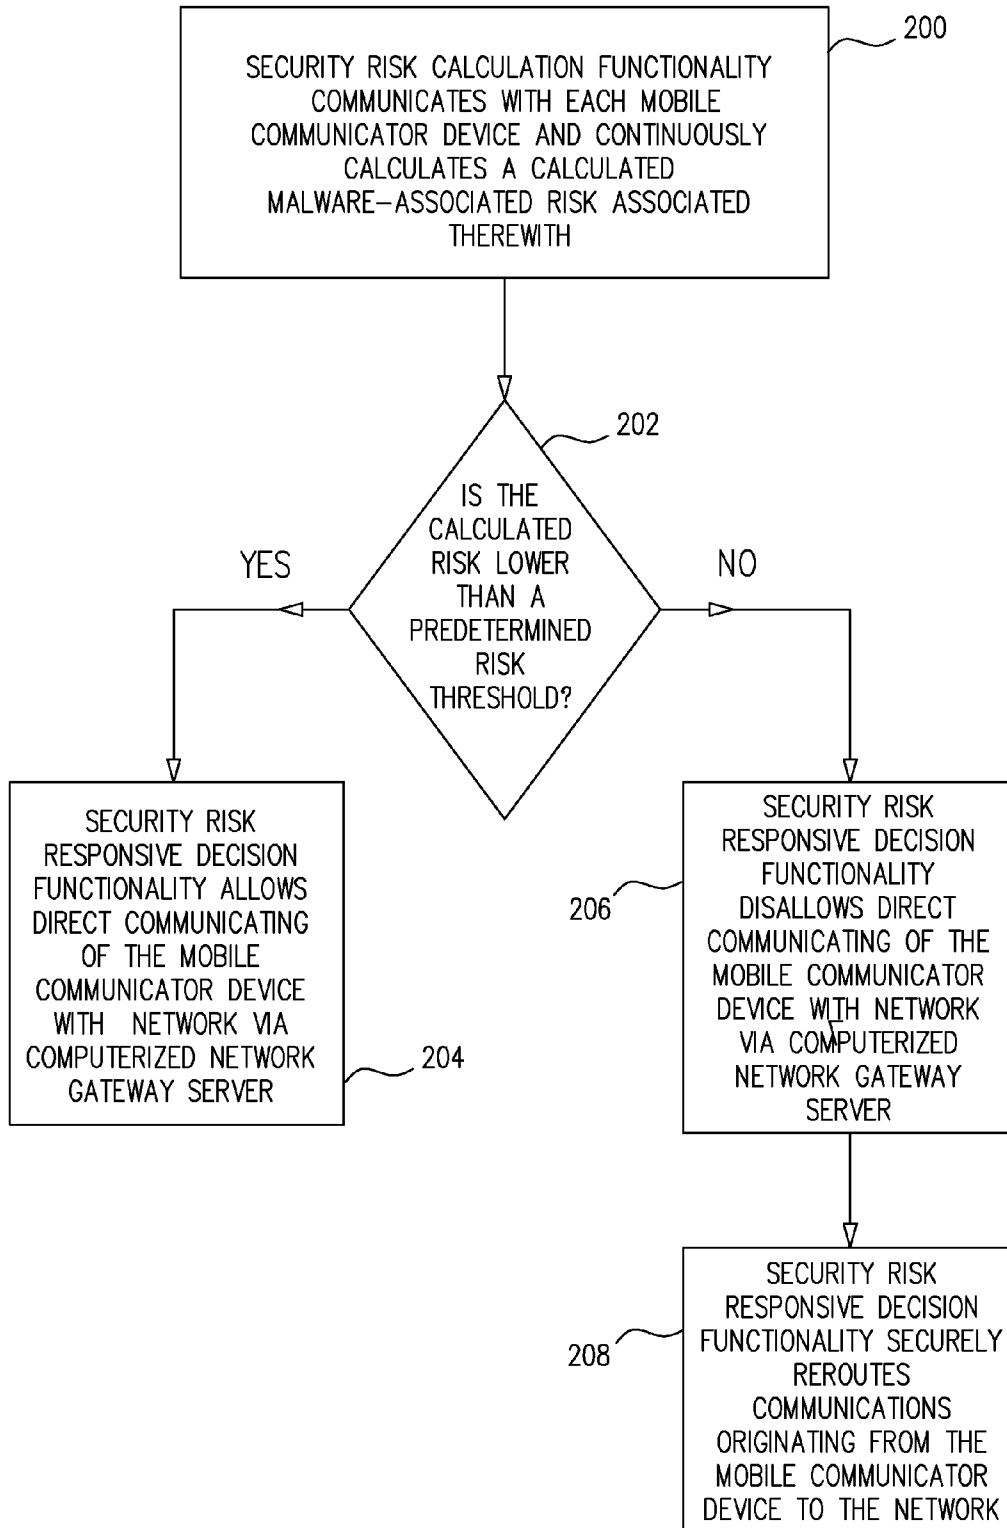 200
SECURITY RISK CALCULATION FUNCTIONALITY
COMMUNICATES WITH EACH MOBILE
COMMUNICATOR DEVICE AND CONTINUOUSLY
CALCULATES A CALCULATED
MALWARE-ASSOCIATED RISK ASSOCIATED
THEREWITH
202
IS THE
CALCULATED
RISK LOWER
THAN A
PREDETERMINED
RISK
THRESHOLD?
YES
NO
SECURITY RISK
RESPONSIVE DECISION
FUNCTIONALITY ALLOWS
DIRECT COMMUNICATING
OF THE MOBILE
COMMUNICATOR DEVICE
WITH NETWORK VIA
COMPUTERIZED NETWORK
GATEWAY SERVER
204
206
SECURITY RISK
RESPONSIVE DECISION
FUNCTIONALITY
DISALLOWS DIRECT
COMMUNICATING OF THE
MOBILE COMMUNICATOR
DEVICE WITH NETWORK
VIA COMPUTERIZED
NETWORK GATEWAY
SERVER
208
SECURITY RISK
RESPONSIVE DECISION
FUNCTIONALITY SECURELY
REROUTES
COMMUNICATIONS
ORIGINATING FROM THE
MOBILE COMMUNICATOR
DEVICE TO THE NETWORK